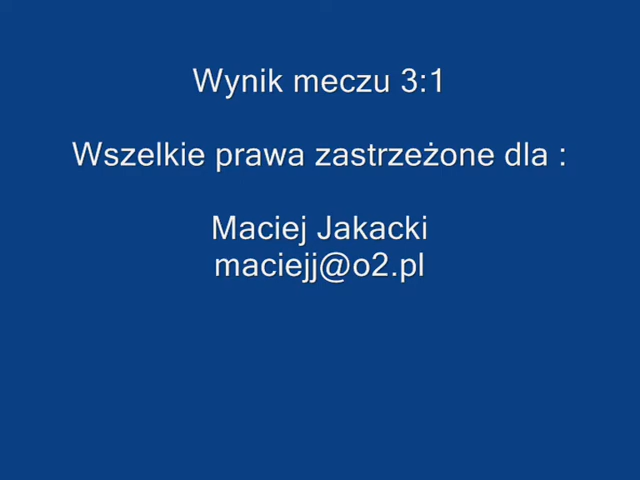 Wynik meczu 3:1
Wszelkie prawa zastrzeżone dla :
Maciej Jakacki
maciejj@o2.pl